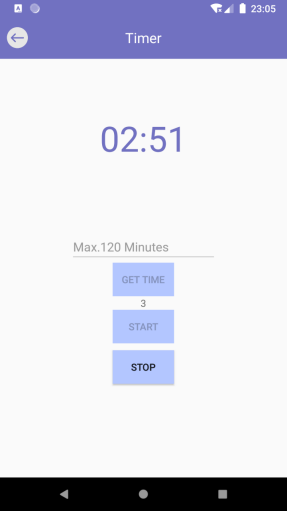 23:05
Timer
02:51
Max.120 Minutes
GET TIME
3
START
STOP